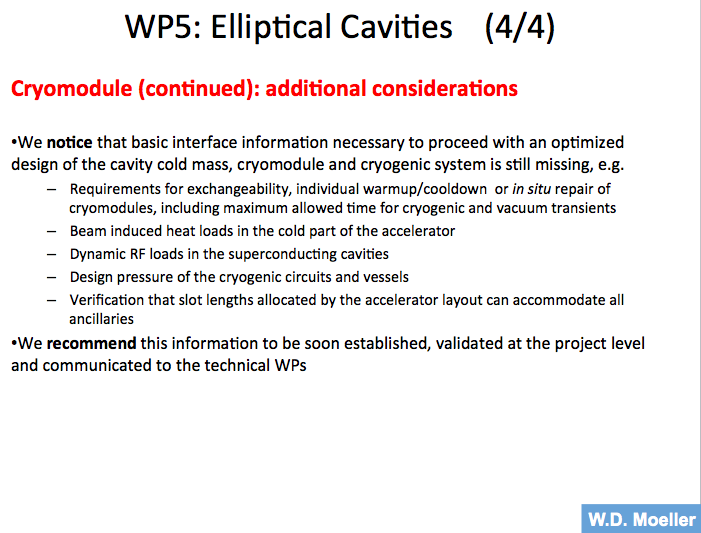 WP5: Elliptical Cavities (4/4)
Cryomodule (continued): additional considerations
•We notice that basic interface information necessary to proceed with an optimized
design of the cavity cold mass, cryomodule and cryogenic system is still missing, e.g.
– Requirements for exchangeability, individual warmup/cooldown or in situ repair of
cryomodules, including maximum allowed time for cryogenic and vacuum transients
– Beam induced heat loads in the cold part of the accelerator
– Dynamic RF loads in the superconducting cavities
– Design pressure of the cryogenic circuits and vessels
– Verification that slot lengths allocated by the accelerator layout can accommodate all
ancillaries
•We recommend this information to be soon established, validated at the project level
and communicated to the technical WPs
W.D. Moeller